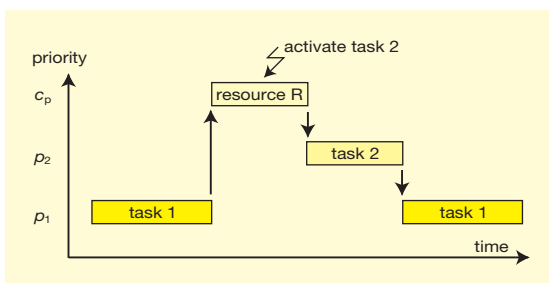 activate task 2
priority
cₚ
resource R
p₂
task 2
p₁
task 1
task 1
time